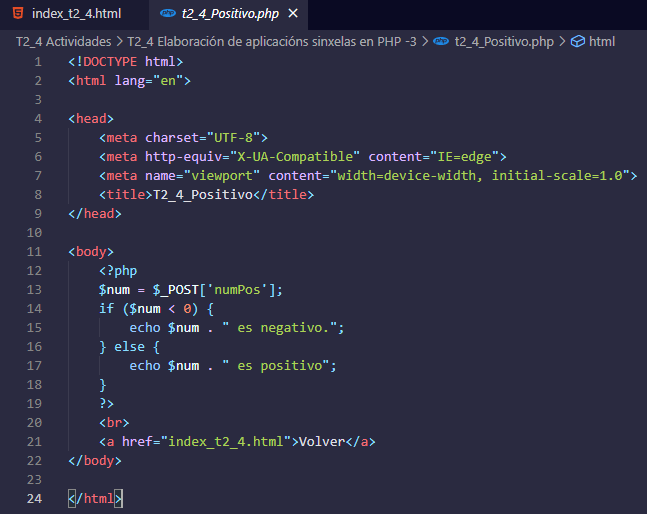 index_t2_4.html t2_4_Positivo.php ×
T2_4 Actividades > T2_4 Elaboración de aplicacións sinxelas en PHP -3 > t2_4_Positivo.php > html
1 <!DOCTYPE html>
2 <html lang="en">
3
4 <head>
5     <meta charset="UTF-8">
6     <meta http-equiv="X-UA-Compatible" content="IE=edge">
7     <meta name="viewport" content="width=device-width, initial-scale=1.0">
8     <title>T2_4_Positivo</title>
9 </head>
10
11 <body>
12     <?php
13     $num = $_POST['numPos'];
14     if ($num < 0) {
15         echo $num . " es negativo.";
16     } else {
17         echo $num . " es positivo";
18     }
19     ?>
20     <br>
21     <a href="index_t2_4.html">Volver</a>
22 </body>
23
24 </html>